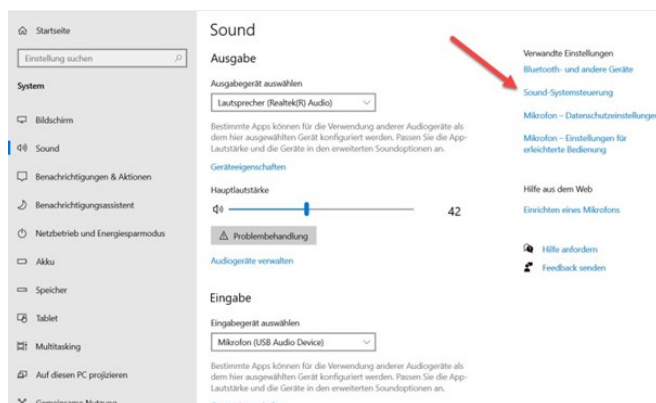 Startseite
Einstellung suchen
System
Bildschirm
Sound
Benachrichtigungen & Aktionen
Benachrichtigungsassistent
Netzbetrieb und Energiesparmodus
Akku
Speicher
Tablet
Multitasking
Auf diesen PC projizieren
Gemeinsame Nutzung
Sound
Ausgabe
Ausgabegerät auswählen
Lautsprecher (Realtek(R) Audio)
Bestimmte Apps können für die Verwendung anderer Audiogeräte als
dem hier ausgewählten Gerät konfiguriert werden. Passen Sie die App-
Lautstärke und die Geräte in den erweiterten Soundoptionen an.
Geräteeigenschaften
Hauptlautstärke
42
Problembehandlung
Audiogeräte verwalten
Eingabe
Eingabegerät auswählen
Mikrofon (USB Audio Device)
Bestimmte Apps können für die Verwendung anderer Audiogeräte als
dem hier ausgewählten Gerät konfiguriert werden. Passen Sie die App-
Lautstärke und die Geräte in den erweiterten Soundoptionen an.
Verwandte Einstellungen
Bluetooth- und andere Geräte
Sound-Systemsteuerung
Mikrofon – Datenschutzeinstellungen
Mikrofon – Einstellungen für
erleichterte Bedienung
Hilfe aus dem Web
Einrichten eines Mikrofons
Hilfe anfordern
Feedback senden